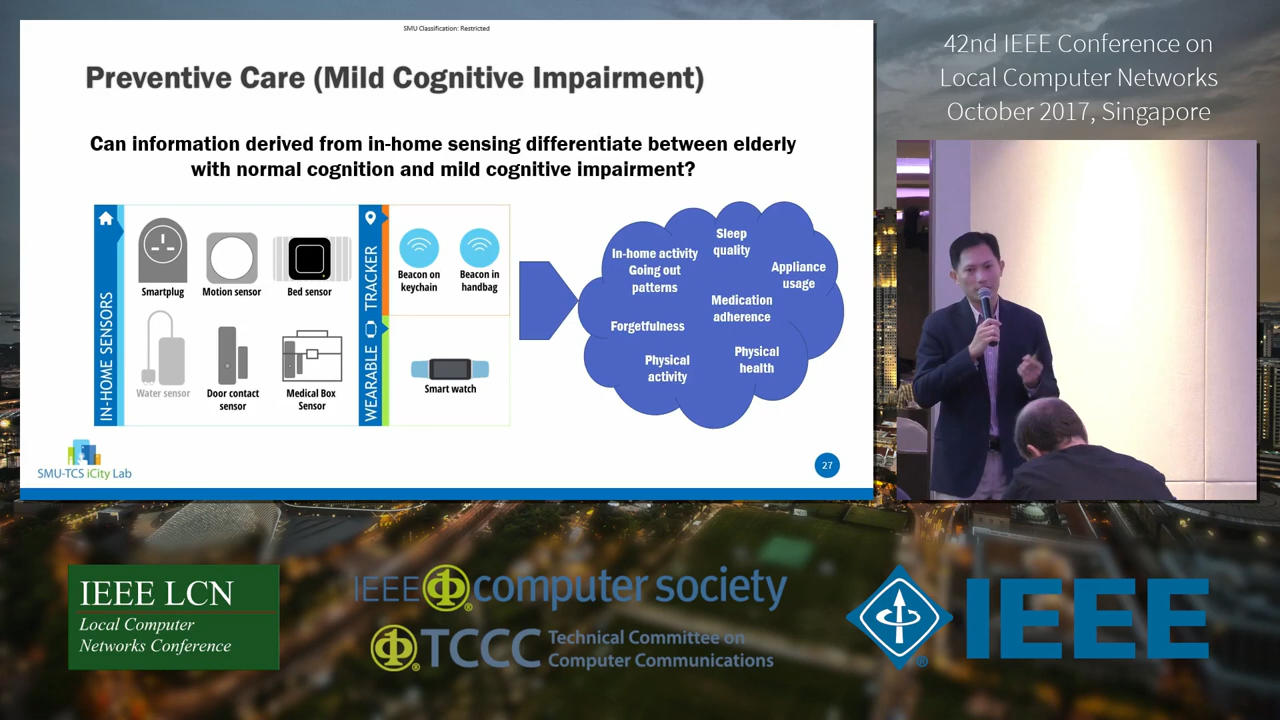 SMU Classification: Restricted
Preventive Care (Mild Cognitive Impairment)
Can information derived from in-home sensing differentiate between elderly
with normal cognition and mild cognitive impairment?
IN-HOME SENSORS
Smartplug
Motion sensor
Bed sensor
Water sensor
Door contact
sensor
Medical Box
Sensor
WEARABLE
TRACKER
Beacon on
keychain
Beacon in
handbag
Smart watch
In-home activity
Going out
patterns
Sleep
quality
Appliance
usage
Medication
adherence
Forgetfulness
Physical
activity
Physical
health
SMU-TCS iCity Lab
27
42nd IEEE Conference on
Local Computer Networks
October 2017, Singapore
IEEE LCN
Local Computer
Networks Conference
IEEE computer society
TCCC Technical Committee on
Computer Communications
IEEE